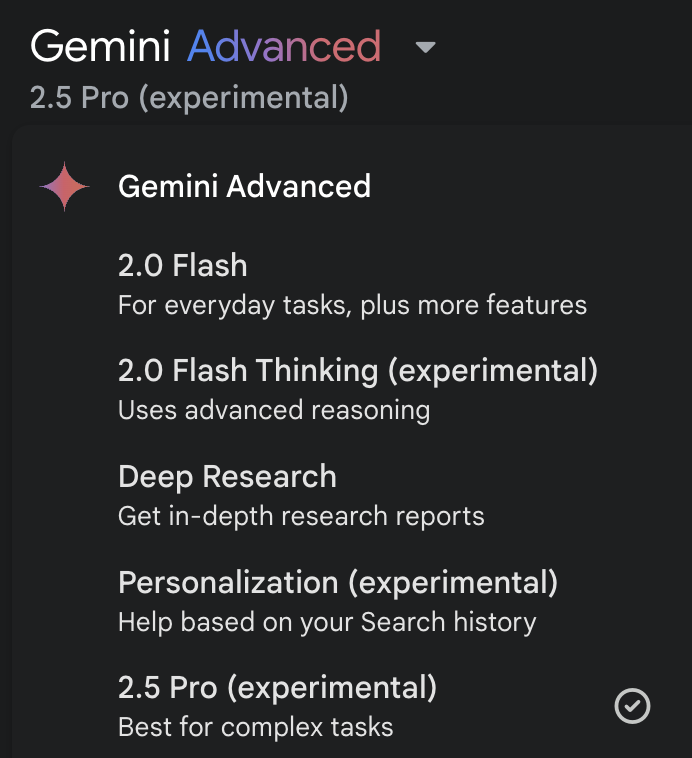 Gemini Advanced
2.5 Pro (experimental)
Gemini Advanced
2.0 Flash
For everyday tasks, plus more features
2.0 Flash Thinking (experimental)
Uses advanced reasoning
Deep Research
Get in-depth research reports
Personalization (experimental)
Help based on your Search history
2.5 Pro (experimental)
Best for complex tasks